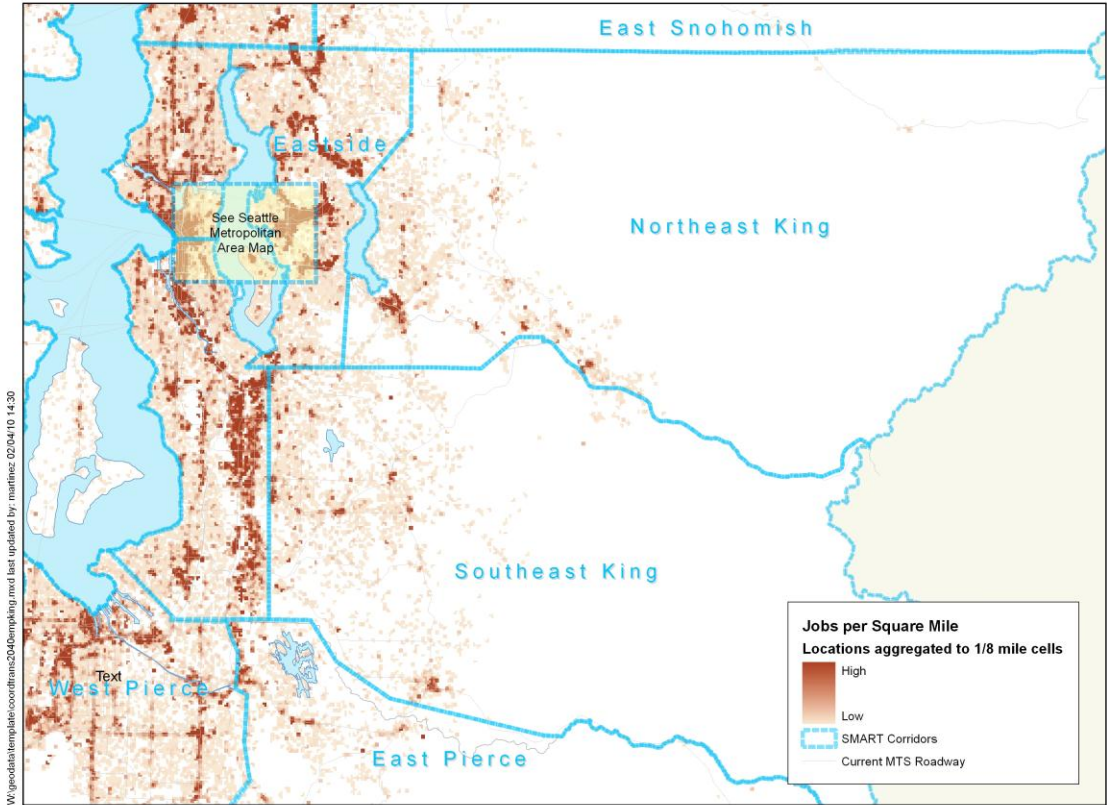 East Snohomish
Eastside
Northeast King
See Seattle
Metropolitan
Area Map
Southeast King
Text
West Pierce
East Pierce
Jobs per Square Mile
Locations aggregated to 1/8 mile cells
High
Low
SMART Corridors
Current MTS Roadway
W:\geodata\template\coordtrans2040empking.mxd last updated by: martinez 02/04/10 14:30